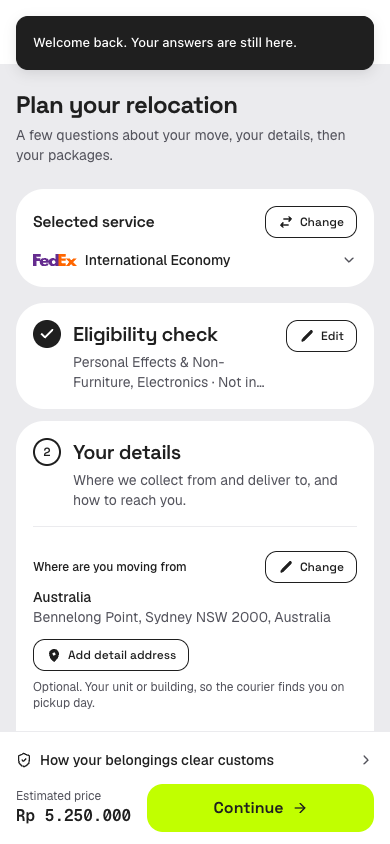 Welcome back. Your answers are still here.
Plan your relocation
A few questions about your move, your details, then
your packages.
Selected service
Change
FedEx International Economy
Eligibility check
Edit
Personal Effects & Non-
Furniture, Electronics · Not in...
2 Your details
Where we collect from and deliver to, and
how to reach you.
Where are you moving from
Change
Australia
Bennelong Point, Sydney NSW 2000, Australia
Add detail address
Optional. Your unit or building, so the courier finds you on
pickup day.
How your belongings clear customs
Estimated price
Rp 5.250.000
Continue